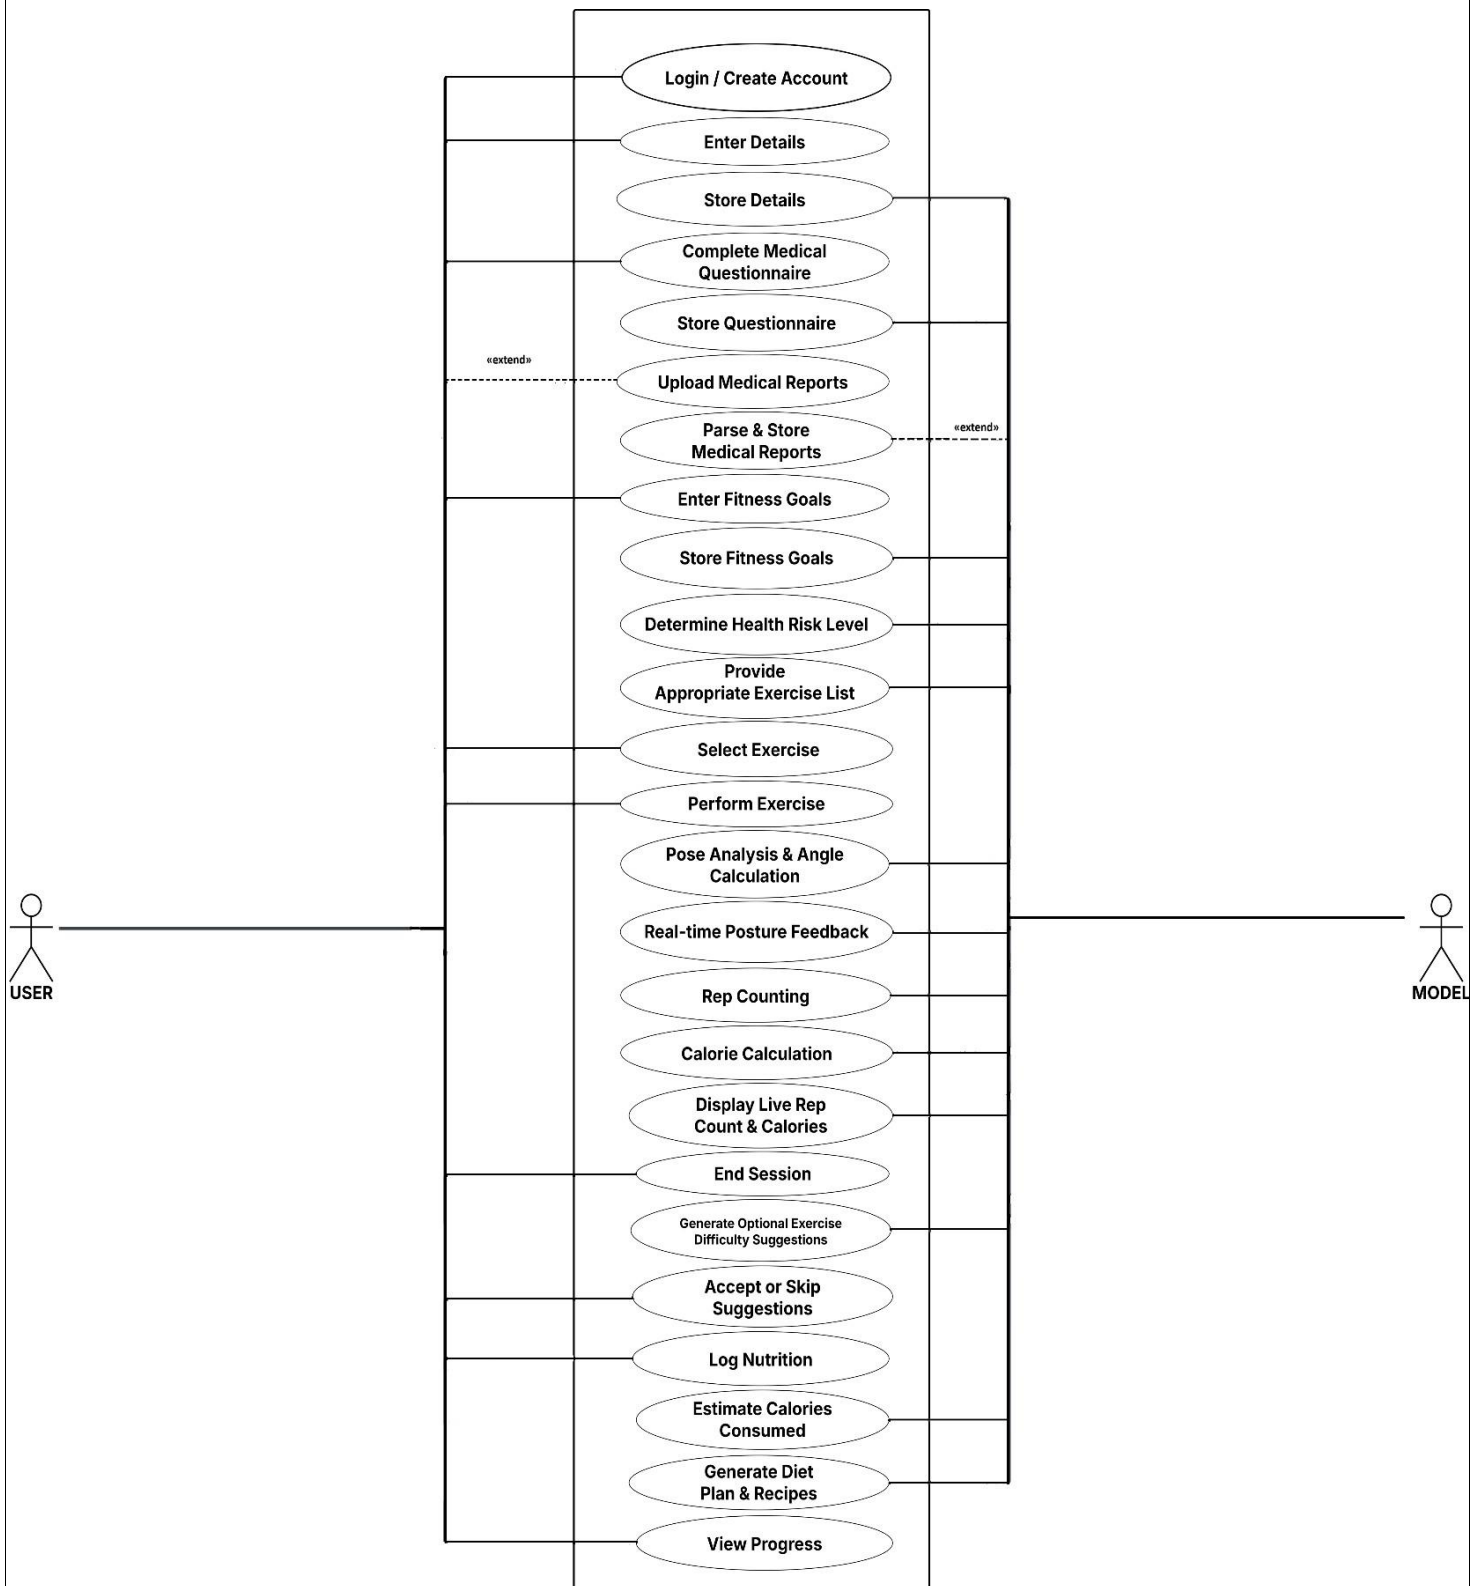 Login / Create Account
Enter Details
Store Details
Complete Medical
Questionnaire
Store Questionnaire
«extend»
Upload Medical Reports
Parse & Store
Medical Reports
«extend»
Enter Fitness Goals
Store Fitness Goals
Determine Health Risk Level
Provide
Appropriate Exercise List
Select Exercise
Perform Exercise
Pose Analysis & Angle
Calculation
Real-time Posture Feedback
USER
MODEL
Rep Counting
Calorie Calculation
Display Live Rep
Count & Calories
End Session
Generate Optional Exercise
Difficulty Suggestions
Accept or Skip
Suggestions
Log Nutrition
Estimate Calories
Consumed
Generate Diet
Plan & Recipes
View Progress